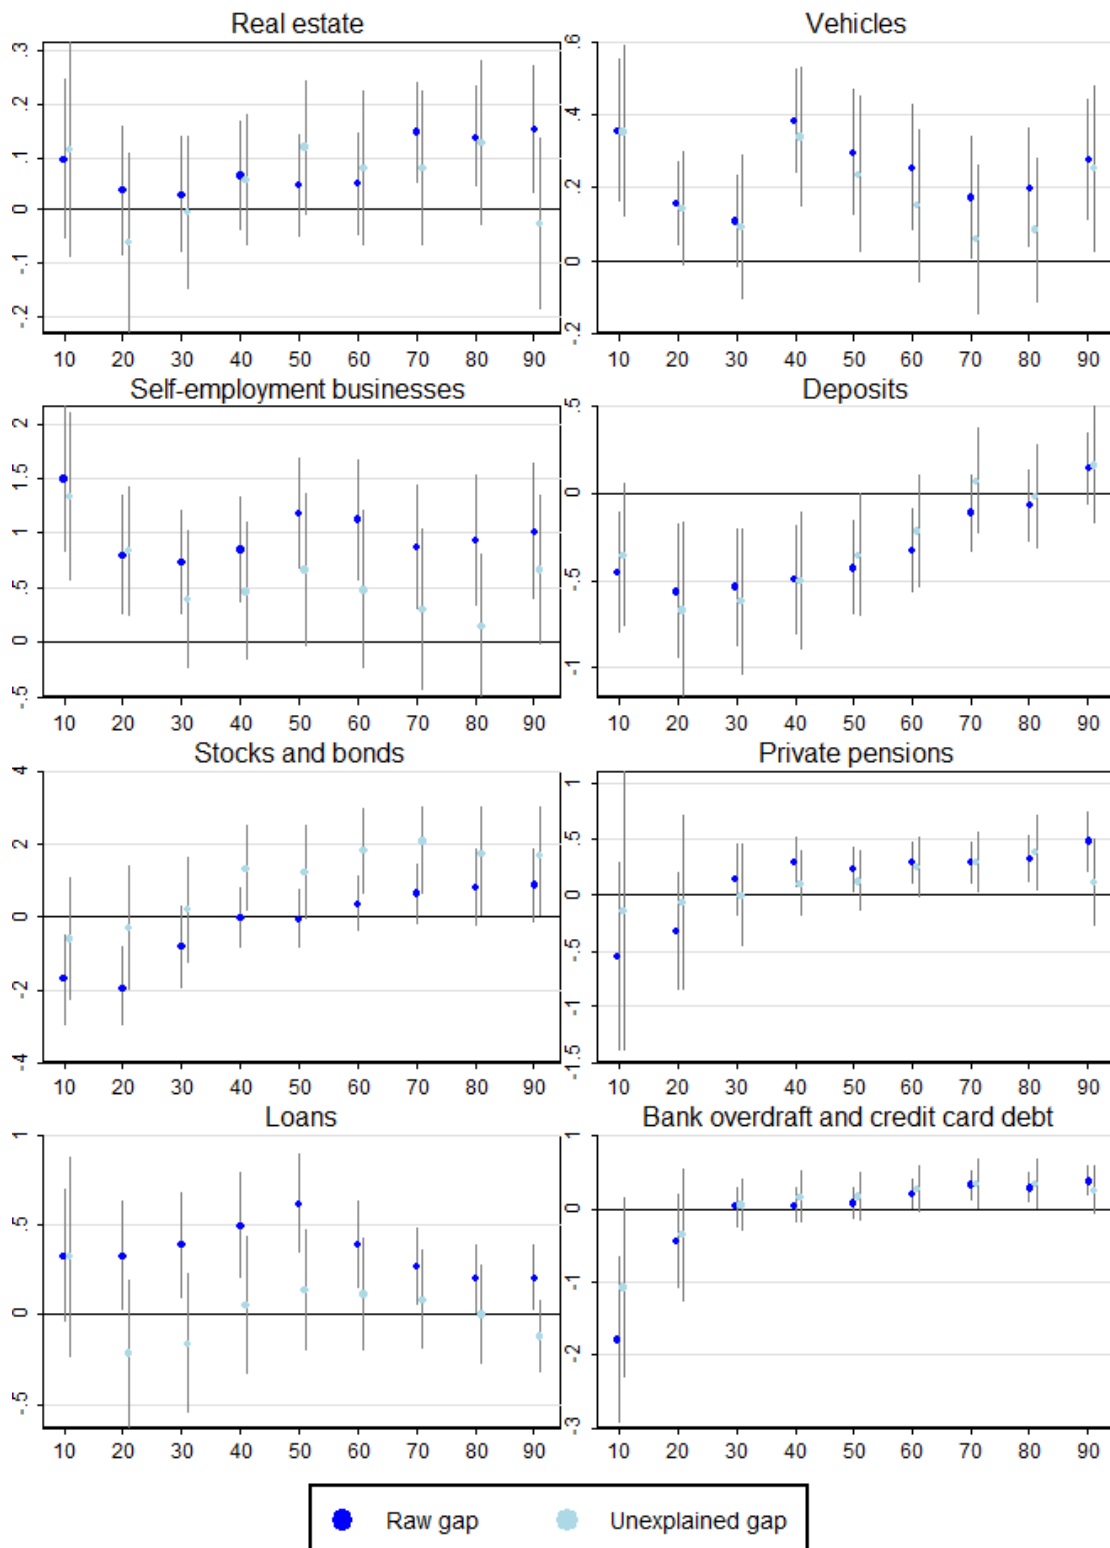 Real estate
.3
.2
.1
0
-.1
-.2
10 20 30 40 50 60 70 80 90
Vehicles
.6
.4
.2
0
-.2
10 20 30 40 50 60 70 80 90
Self-employment businesses
2
1.5
1
.5
0
-.5
10 20 30 40 50 60 70 80 90
Deposits
.5
0
-.5
-1
10 20 30 40 50 60 70 80 90
Stocks and bonds
4
2
0
-2
-4
10 20 30 40 50 60 70 80 90
Private pensions
1
.5
0
-.5
-1
-1.5
10 20 30 40 50 60 70 80 90
Loans
1
.5
0
-.5
10 20 30 40 50 60 70 80 90
Bank overdraft and credit card debt
1
0
-1
-2
-3
10 20 30 40 50 60 70 80 90
Raw gap Unexplained gap